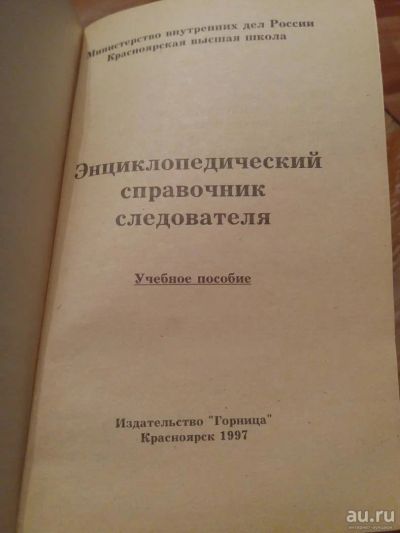 Министерство внутренних дел России
Красноярская высшая школа
Энциклопедический
справочник
следователя
Учебное пособие
Издательство "Горница"
Красноярск 1997
au.ru